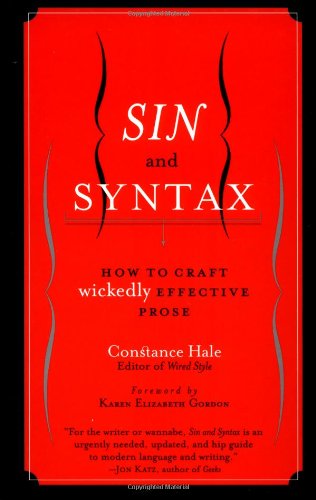 SIN
and
SYNTAX
HOW TO CRAFT
wickedly EFFECTIVE
PROSE
Constance Hale
Editor of Wired Style
Foreword by
KAREN ELIZABETH GORDON
"For the writer or wannabe, Sin and Syntax is an
urgently needed, updated, and hip guide
to modern language and writing."
—JON KATZ, author of Geeks